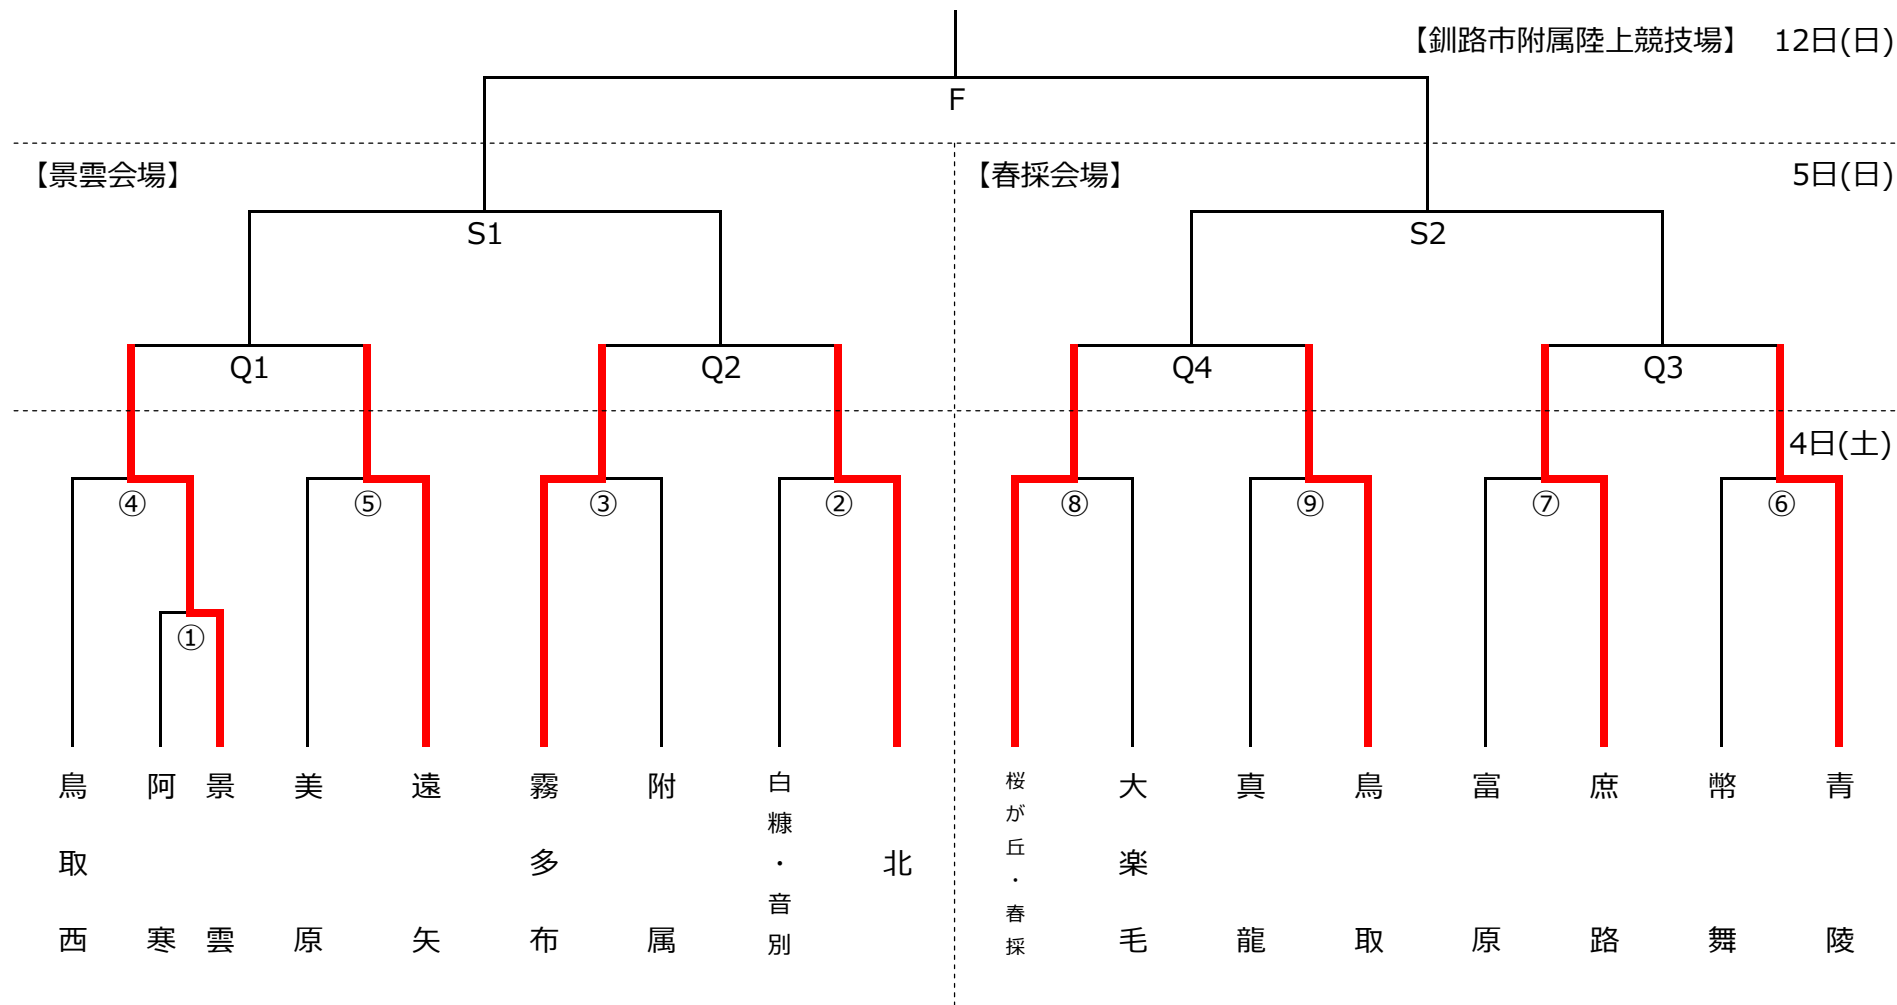 【釧路市附属陸上競技場】 12日(日)
F
【景雲会場】
【春採会場】
5日(日)
S1
S2
Q1
Q2
Q4
Q3
4日(土)
④
⑤
③
②
⑧
⑨
⑦
⑥
①
鳥取西
阿寒
景雲
美原
遠矢
霧多布
附属
白糠・音別
北
桜が丘・春採
大楽毛
真龍
鳥取
富原
庶路
幣舞
青陵